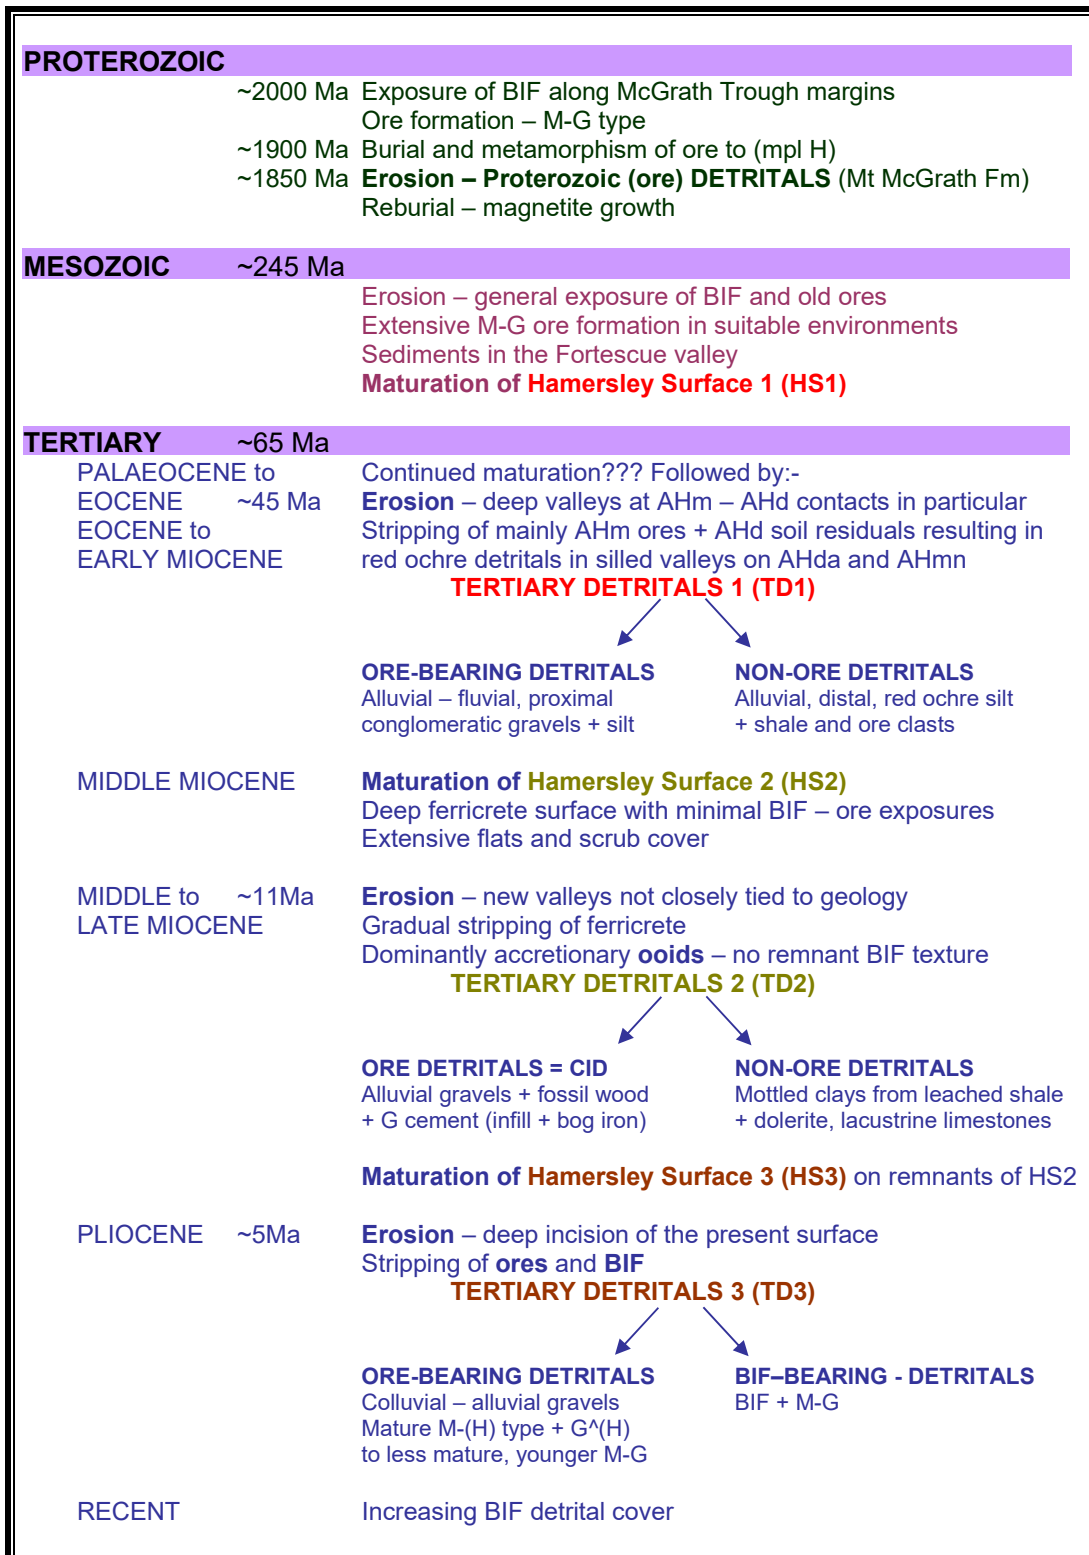 PROTEROZOIC
~2000 Ma Exposure of BIF along McGrath Trough margins
Ore formation – M-G type
~1900 Ma Burial and metamorphism of ore to (mpl H)
~1850 Ma Erosion – Proterozoic (ore) DETRITALS (Mt McGrath Fm)
Reburial – magnetite growth
MESOZOIC ~245 Ma
Erosion – general exposure of BIF and old ores
Extensive M-G ore formation in suitable environments
Sediments in the Fortescue valley
Maturation of Hamersley Surface 1 (HS1)
TERTIARY ~65 Ma
PALAEOCENE to Continued maturation??? Followed by:-
EOCENE ~45 Ma Erosion – deep valleys at AHm – AHd contacts in particular
EOCENE to Stripping of mainly AHm ores + AHd soil residuals resulting in
EARLY MIOCENE red ochre detritals in silled valleys on AHda and AHmn
TERTIARY DETRITALS 1 (TD1)
ORE-BEARING DETRITALS NON-ORE DETRITALS
Alluvial – fluvial, proximal Alluvial, distal, red ochre silt
conglomeratic gravels + silt + shale and ore clasts
MIDDLE MIOCENE Maturation of Hamersley Surface 2 (HS2)
Deep ferricrete surface with minimal BIF – ore exposures
Extensive flats and scrub cover
MIDDLE to ~11Ma Erosion – new valleys not closely tied to geology
LATE MIOCENE Gradual stripping of ferricrete
Dominantly accretionary ooids – no remnant BIF texture
TERTIARY DETRITALS 2 (TD2)
ORE DETRITALS = CID NON-ORE DETRITALS
Alluvial gravels + fossil wood Mottled clays from leached shale
+ G cement (infill + bog iron) + dolerite, lacustrine limestones
Maturation of Hamersley Surface 3 (HS3) on remnants of HS2
PLIOCENE ~5Ma Erosion – deep incision of the present surface
Stripping of ores and BIF
TERTIARY DETRITALS 3 (TD3)
ORE-BEARING DETRITALS BIF–BEARING - DETRITALS
Colluvial – alluvial gravels BIF + M-G
Mature M-(H) type + G^(H)
to less mature, younger M-G
RECENT Increasing BIF detrital cover